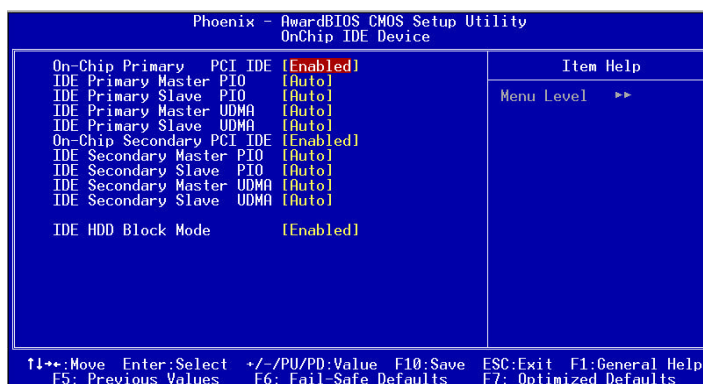 Phoenix - AwardBIOS CMOS Setup Utility
OnChip IDE Device
On-Chip Primary PCI IDE [Enabled]
IDE Primary Master PIO [Auto]
IDE Primary Slave PIO [Auto]
IDE Primary Master UDMA [Auto]
IDE Primary Slave UDMA [Auto]
On-Chip Secondary PCI IDE [Enabled]
IDE Secondary Master PIO [Auto]
IDE Secondary Slave PIO [Auto]
IDE Secondary Master UDMA [Auto]
IDE Secondary Slave UDMA [Auto]
IDE HDD Block Mode [Enabled]
Item Help
Menu Level ►►
↑↓→←:Move Enter:Select +/-/PU/PD:Value F10:Save ESC:Exit F1:General Help
F5: Previous Values F6: Fail-Safe Defaults F7: Optimized Defaults